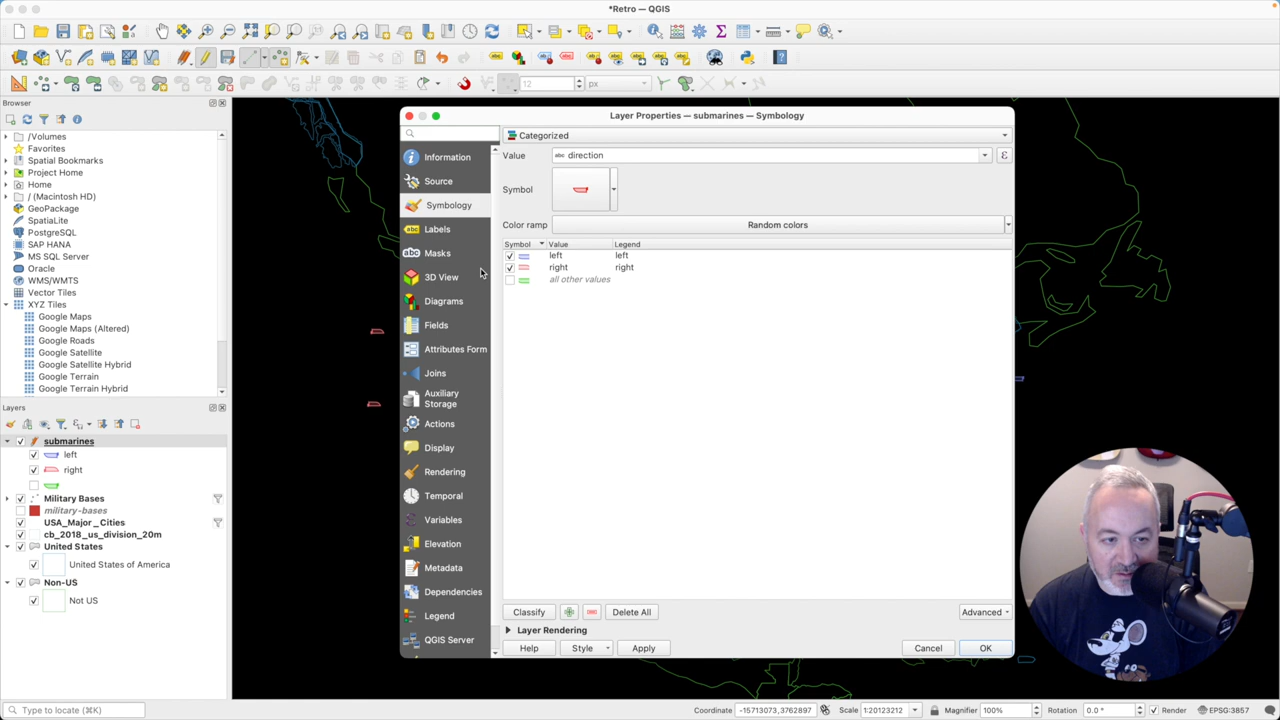 *Retro — QGIS
12
px
Browser
/Volumes
Favorites
Spatial Bookmarks
Project Home
Home
/ (Macintosh HD)
GeoPackage
SpatiaLite
PostgreSQL
SAP HANA
MS SQL Server
Oracle
WMS/WMTS
Vector Tiles
XYZ Tiles
Google Maps
Google Maps (Altered)
Google Roads
Google Satellite
Google Satellite Hybrid
Google Terrain
Google Terrain Hybrid
Layers
submarines
left
right
Military Bases
military-bases
USA_Major_Cities
cb_2018_us_division_20m
United States
United States of America
Non-US
Not US
Layer Properties — submarines — Symbology
Information
Source
Symbology
abc Labels
abc Masks
3D View
Diagrams
Fields
Attributes Form
Joins
Auxiliary
Storage
Actions
Display
Rendering
Temporal
Variables
Elevation
Metadata
Dependencies
Legend
QGIS Server
Categorized
Value abc direction ε
Symbol
Color ramp Random colors
Symbol Value Legend
left left
right right
all other values
Classify Delete All Advanced
Layer Rendering
Help Style Apply Cancel OK
Type to locate (⌘K) Coordinate -15713073,3762897 Scale 1:20123212 Magnifier 100% Rotation 0.0 ° Render EPSG:3857